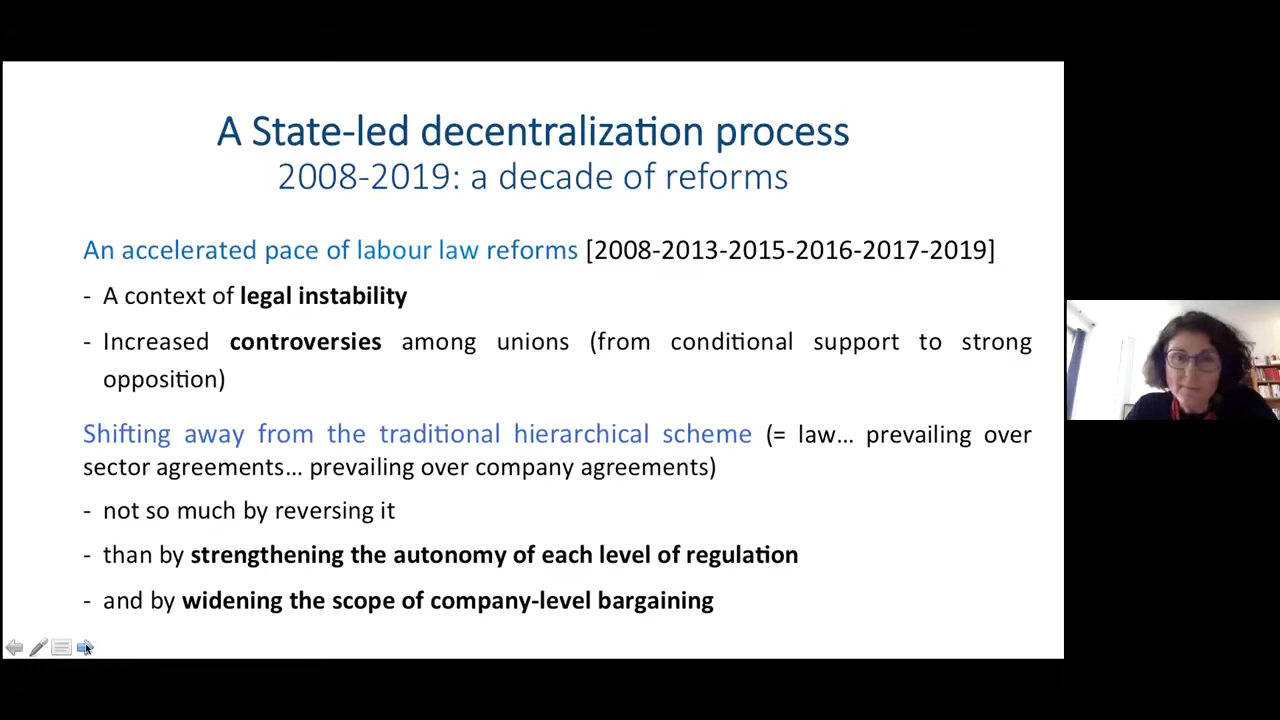 A State-led decentralization process
2008-2019: a decade of reforms
An accelerated pace of labour law reforms [2008-2013-2015-2016-2017-2019]
- A context of legal instability
- Increased controversies among unions (from conditional support to strong
opposition)
Shifting away from the traditional hierarchical scheme (= law… prevailing over
sector agreements… prevailing over company agreements)
- not so much by reversing it
- than by strengthening the autonomy of each level of regulation
- and by widening the scope of company-level bargaining